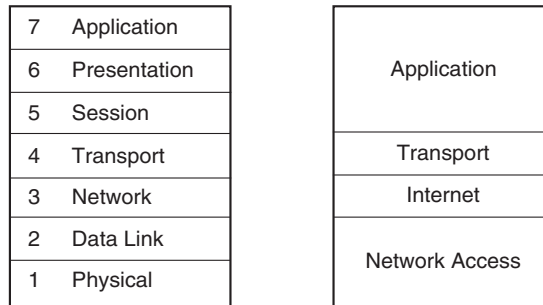 7 Application
6 Presentation
5 Session
4 Transport
3 Network
2 Data Link
1 Physical
Application
Transport
Internet
Network Access